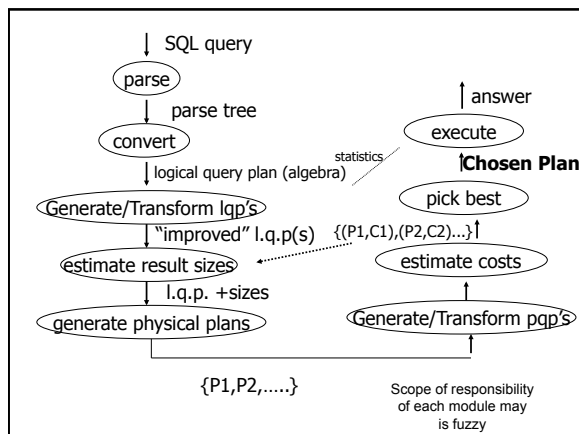 SQL query
parse
parse tree
convert
logical query plan (algebra)
Generate/Transform lqp's
"improved" l.q.p(s)
estimate result sizes
l.q.p. +sizes
generate physical plans
{P1,P2,.....}
answer
execute
statistics
Chosen Plan
pick best
{(P1,C1),(P2,C2)...}
estimate costs
Generate/Transform pqp's
Scope of responsibility
of each module may
is fuzzy